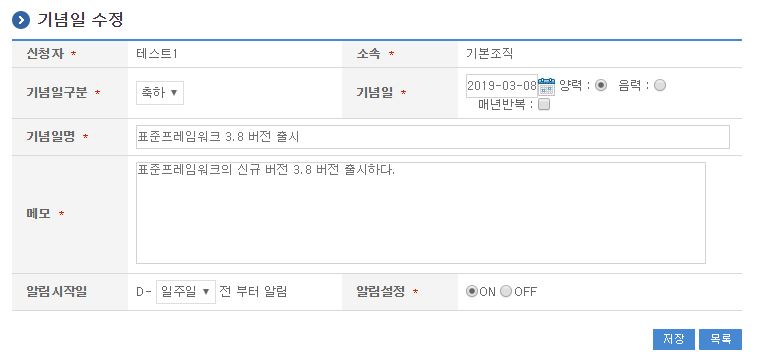 기념일 수정
신청자 * 테스트1 소속 * 기본조직
기념일구분 * 축하 기념일 * 2019-03-08 양력 : 음력 :
매년반복 :
기념일명 * 표준프레임워크 3.8 버전 출시
메모 * 표준프레임워크의 신규 버전 3.8 버전 출시하다.
알림시작일 D- 일주일 전 부터 알림 알림설정 * ON OFF
저장 목록